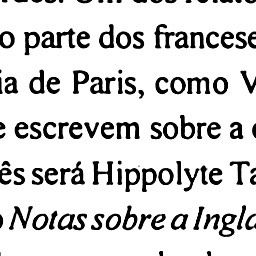 o parte dos francese
ia de Paris, como V
e escrevem sobre a
ês será Hippolyte Ta
Notas sobre a Ingla